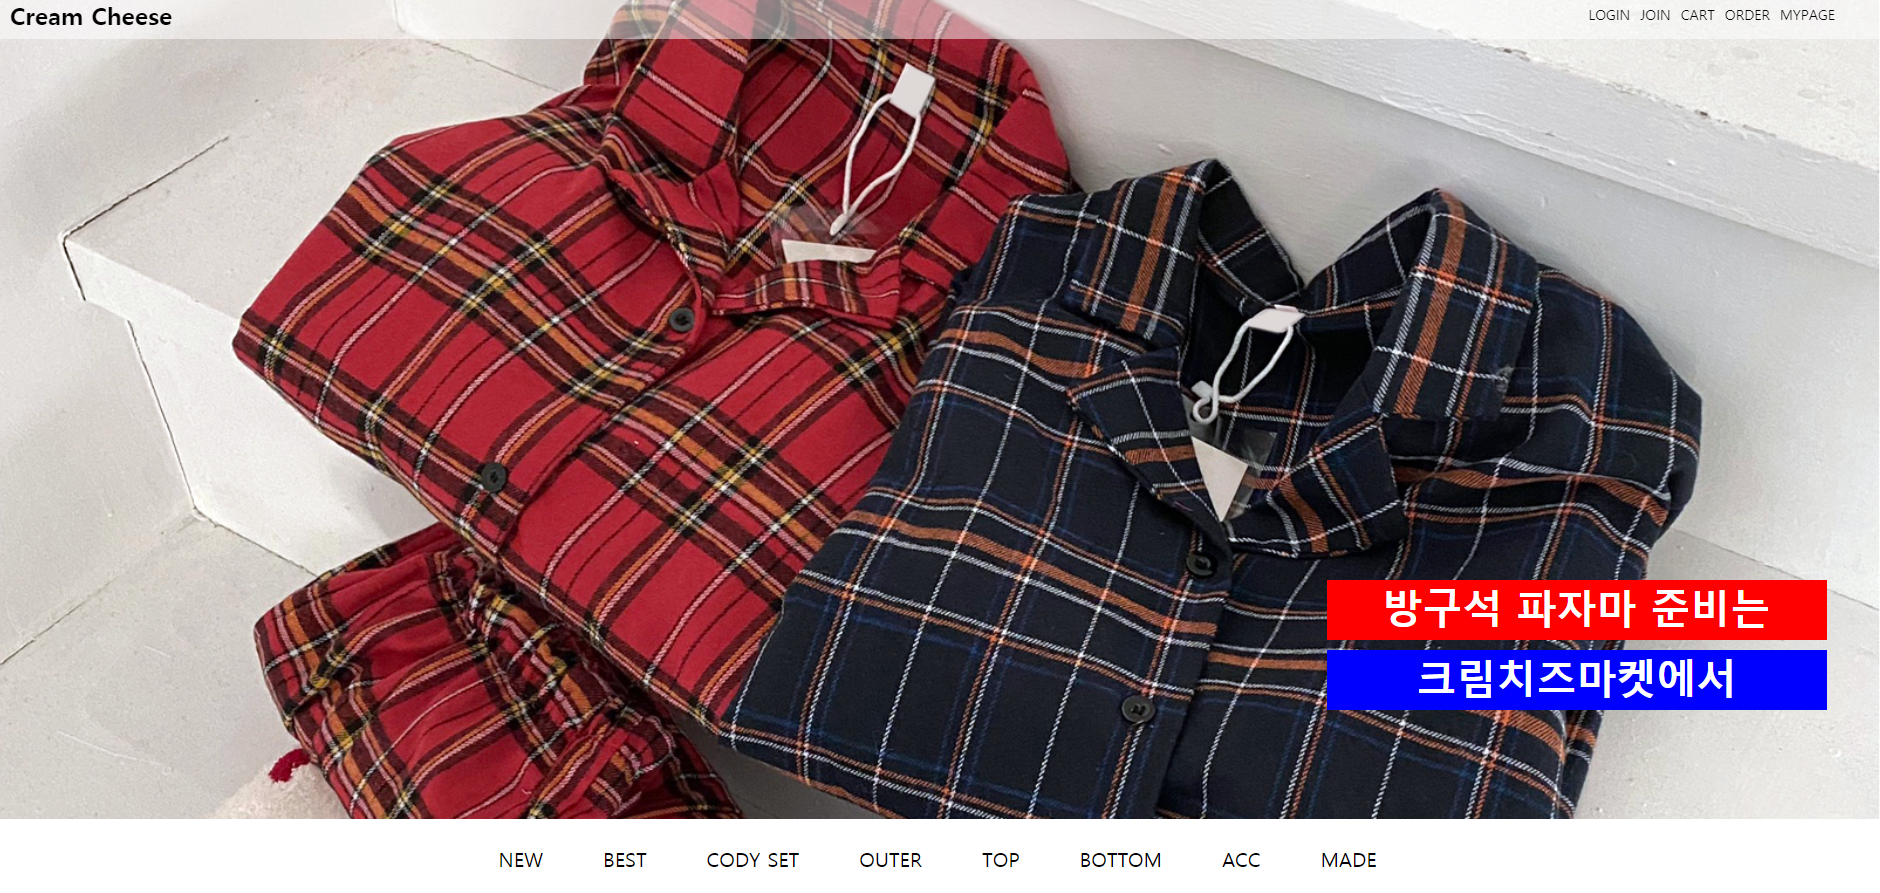 Cream Cheese
LOGIN JOIN CART ORDER MYPAGE
방구석 파자마 준비는
크림치즈마켓에서
NEW BEST CODY SET OUTER TOP BOTTOM ACC MADE